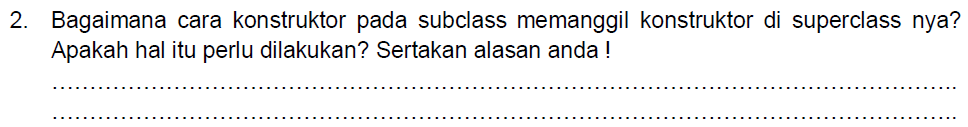 2. Bagaimana cara konstruktor pada subclass memanggil konstruktor di superclass nya?
Apakah hal itu perlu dilakukan? Sertakan alasan anda !
……………………………………………………………………………………………………..
……………………………………………………………………………………………………..